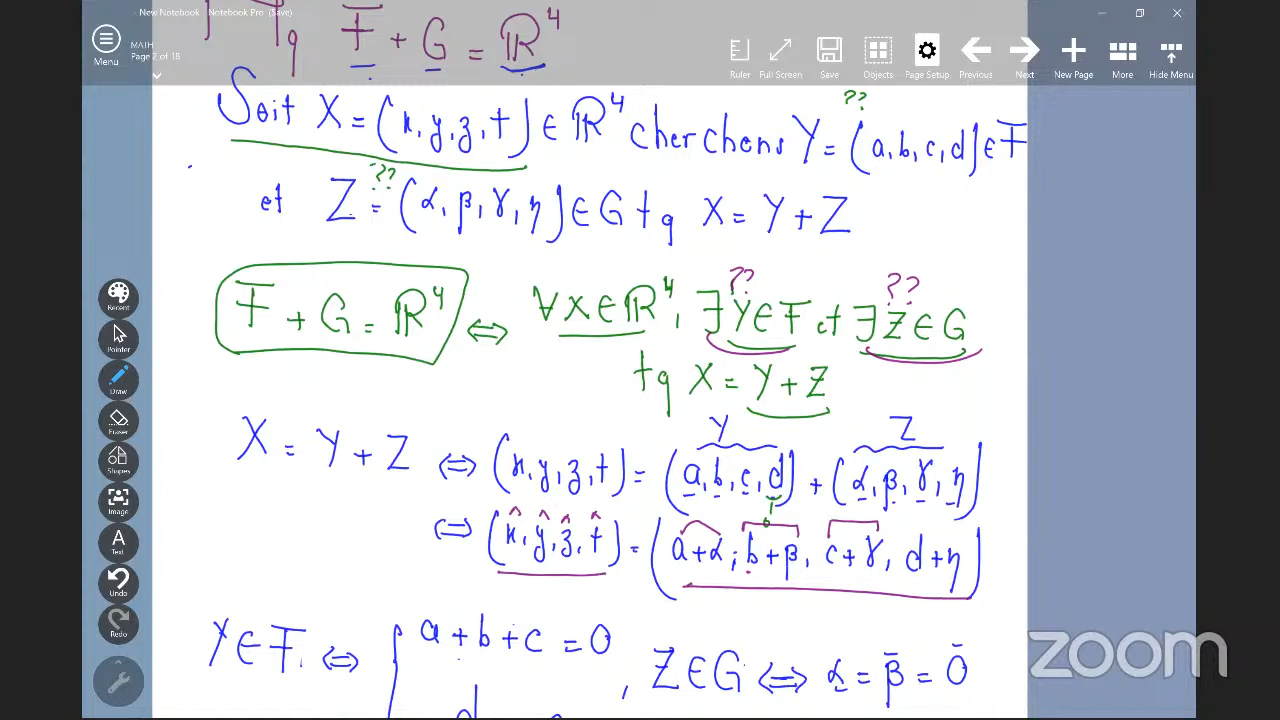 New Notebook - Notebook Pro (Save)
MATH
Page 2 of 18
Menu
Ruler
Full Screen
Save
Objects
Page Setup
Previous
Next
New Page
More
Hide Menu
tq F + G = ℝ⁴
??
Soit X = (x, y, z, t) ∈ ℝ⁴ cherchons Y = (a, b, c, d) ∈ F
??
et Z = (α, β, γ, η) ∈ G tq X = Y + Z
?? ??
F + G = ℝ⁴ ⇔ ∀ X ∈ ℝ⁴, ∃ Y ∈ F et ∃ Z ∈ G
tq X = Y + Z
Y Z
X = Y + Z ⇔ (x, y, z, t) = (a, b, c, d) + (α, β, γ, η)
⇔ (x, y, z, t) = (a+α, b+β, c+γ, d+η)
Y ∈ F ⇔ { a + b + c = 0 , Z ∈ G ⇔ α = β = 0
d
Recent
Pointer
Draw
Eraser
Shapes
Image
Text
Undo
Redo
zoom